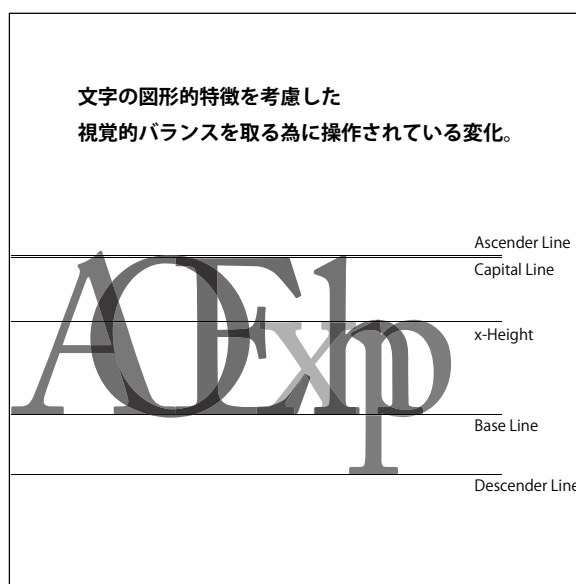 文字の図形的特徴を考慮した
視覚的バランスを取る為に操作されている変化。
Ascender Line
Capital Line
x-Height
AOExhp
Base Line
Descender Line